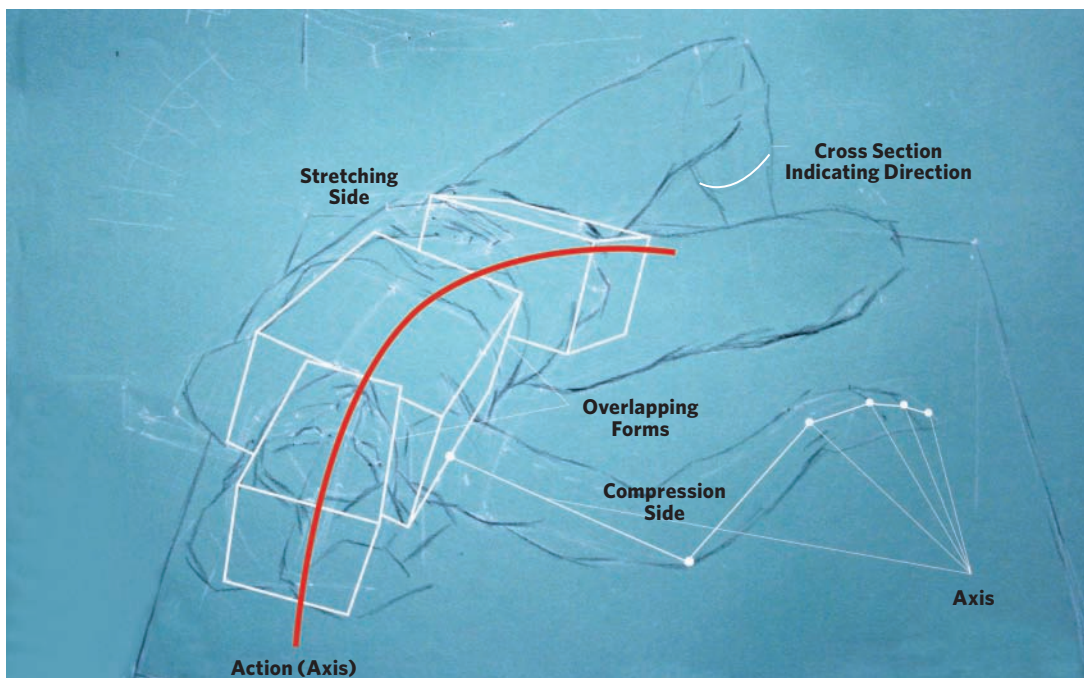 Stretching
Side
Cross Section
Indicating Direction
Overlapping
Forms
Compression
Side
Axis
Action (Axis)